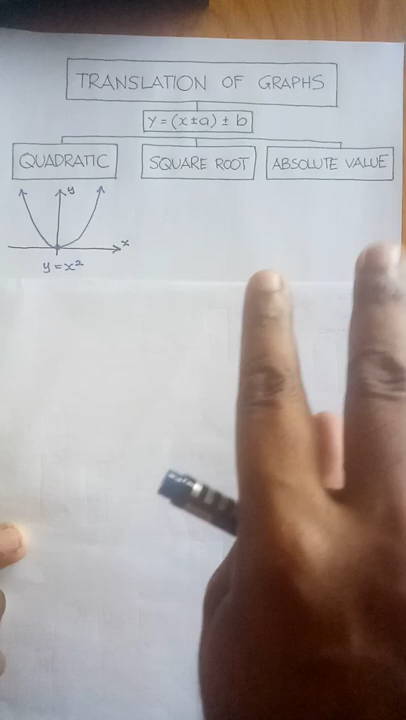 TRANSLATION OF GRAPHS
y = (x ± a) ± b
QUADRATIC SQUARE ROOT ABSOLUTE VALUE
y
x
y = x²